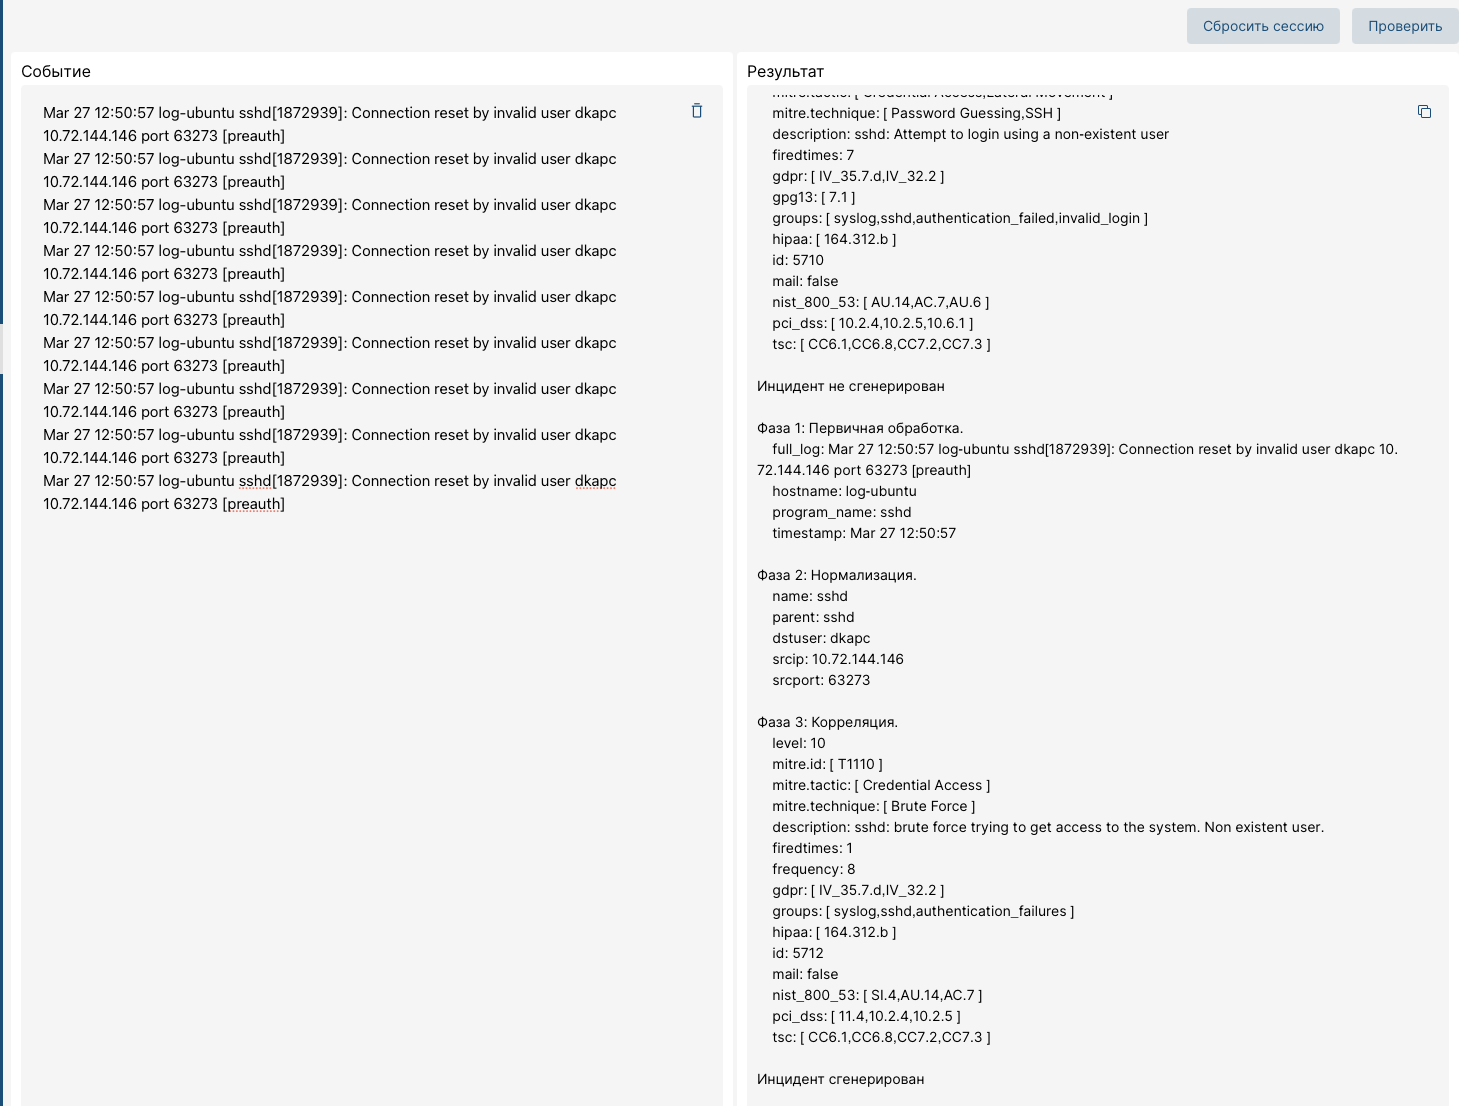 Сбросить сессию
Проверить
Событие
Mar 27 12:50:57 log-ubuntu sshd[1872939]: Connection reset by invalid user dkapc
10.72.144.146 port 63273 [preauth]
Mar 27 12:50:57 log-ubuntu sshd[1872939]: Connection reset by invalid user dkapc
10.72.144.146 port 63273 [preauth]
Mar 27 12:50:57 log-ubuntu sshd[1872939]: Connection reset by invalid user dkapc
10.72.144.146 port 63273 [preauth]
Mar 27 12:50:57 log-ubuntu sshd[1872939]: Connection reset by invalid user dkapc
10.72.144.146 port 63273 [preauth]
Mar 27 12:50:57 log-ubuntu sshd[1872939]: Connection reset by invalid user dkapc
10.72.144.146 port 63273 [preauth]
Mar 27 12:50:57 log-ubuntu sshd[1872939]: Connection reset by invalid user dkapc
10.72.144.146 port 63273 [preauth]
Mar 27 12:50:57 log-ubuntu sshd[1872939]: Connection reset by invalid user dkapc
10.72.144.146 port 63273 [preauth]
Mar 27 12:50:57 log-ubuntu sshd[1872939]: Connection reset by invalid user dkapc
10.72.144.146 port 63273 [preauth]
Mar 27 12:50:57 log-ubuntu sshd[1872939]: Connection reset by invalid user dkapc
10.72.144.146 port 63273 [preauth]
Результат
mitre.tactic: [ Credential Access,Lateral Movement ]
mitre.technique: [ Password Guessing,SSH ]
description: sshd: Attempt to login using a non-existent user
firedtimes: 7
gdpr: [ IV_35.7.d,IV_32.2 ]
gpg13: [ 7.1 ]
groups: [ syslog,sshd,authentication_failed,invalid_login ]
hipaa: [ 164.312.b ]
id: 5710
mail: false
nist_800_53: [ AU.14,AC.7,AU.6 ]
pci_dss: [ 10.2.4,10.2.5,10.6.1 ]
tsc: [ CC6.1,CC6.8,CC7.2,CC7.3 ]
Инцидент не сгенерирован
Фаза 1: Первичная обработка.
full_log: Mar 27 12:50:57 log-ubuntu sshd[1872939]: Connection reset by invalid user dkapc 10.
72.144.146 port 63273 [preauth]
hostname: log-ubuntu
program_name: sshd
timestamp: Mar 27 12:50:57
Фаза 2: Нормализация.
name: sshd
parent: sshd
dstuser: dkapc
srcip: 10.72.144.146
srcport: 63273
Фаза 3: Корреляция.
level: 10
mitre.id: [ T1110 ]
mitre.tactic: [ Credential Access ]
mitre.technique: [ Brute Force ]
description: sshd: brute force trying to get access to the system. Non existent user.
firedtimes: 1
frequency: 8
gdpr: [ IV_35.7.d,IV_32.2 ]
groups: [ syslog,sshd,authentication_failures ]
hipaa: [ 164.312.b ]
id: 5712
mail: false
nist_800_53: [ SI.4,AU.14,AC.7 ]
pci_dss: [ 11.4,10.2.4,10.2.5 ]
tsc: [ CC6.1,CC6.8,CC7.2,CC7.3 ]
Инцидент сгенерирован